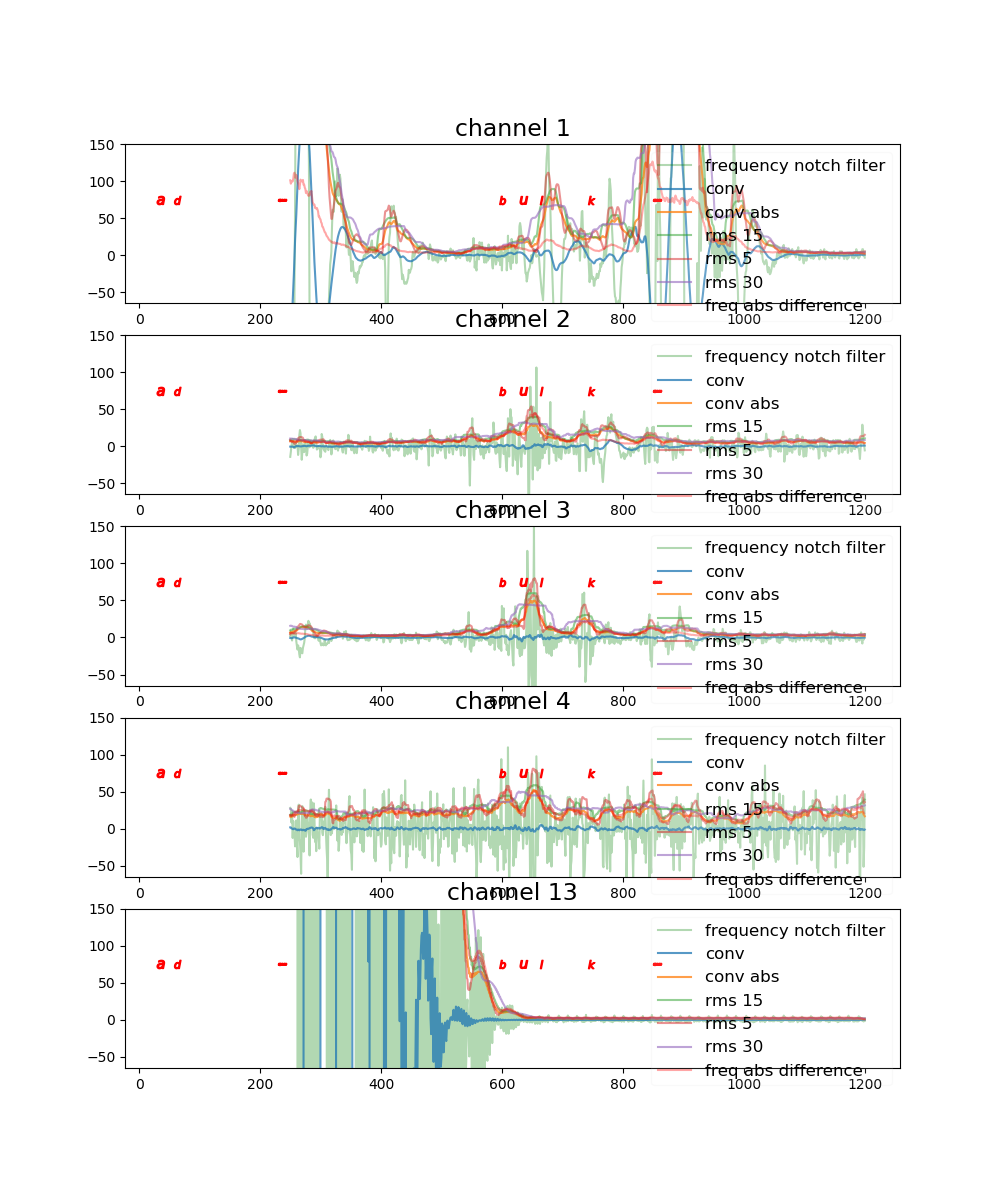 channel 1
150
100
50
0
−50
a d – b u l k –
frequency notch filter
conv
conv abs
rms 15
rms 5
rms 30
freq abs difference
0 200 400 600 800 1000 1200
channel 2
150
100
50
0
−50
a d – b u l k –
frequency notch filter
conv
conv abs
rms 15
rms 5
rms 30
freq abs difference
0 200 400 600 800 1000 1200
channel 3
150
100
50
0
−50
a d – b u l k –
frequency notch filter
conv
conv abs
rms 15
rms 5
rms 30
freq abs difference
0 200 400 600 800 1000 1200
channel 4
150
100
50
0
−50
a d – b u l k –
frequency notch filter
conv
conv abs
rms 15
rms 5
rms 30
freq abs difference
0 200 400 600 800 1000 1200
channel 13
150
100
50
0
−50
a d – b u l k –
frequency notch filter
conv
conv abs
rms 15
rms 5
rms 30
freq abs difference
0 200 400 600 800 1000 1200